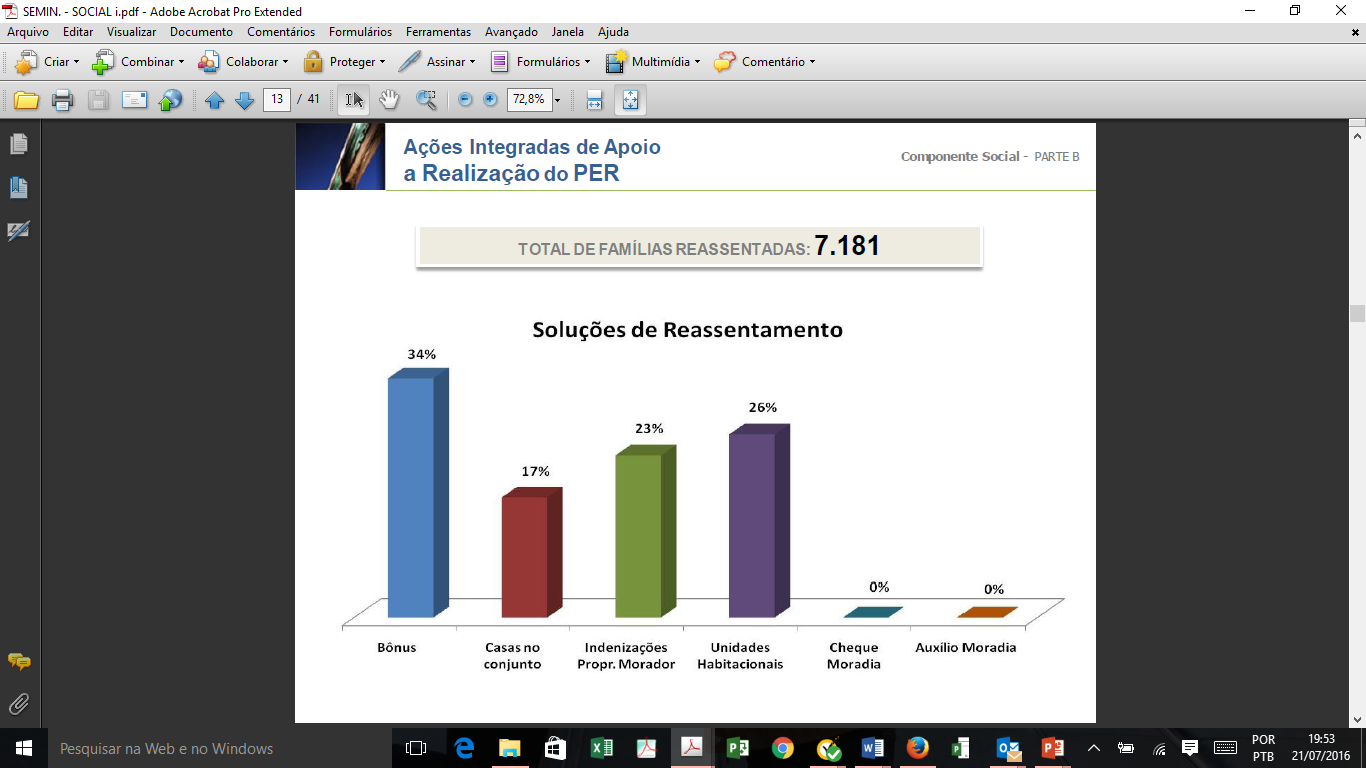 SEMIN. - SOCIAL i.pdf - Adobe Acrobat Pro Extended
Arquivo Editar Visualizar Documento Comentários Formulários Ferramentas Avançado Janela Ajuda
Criar Combinar Colaborar Proteger Assinar Formulários Multimídia Comentário
13 / 41 72,8%
Ações Integradas de Apoio
a Realização do PER
Componente Social - PARTE B
TOTAL DE FAMÍLIAS REASSENTADAS: 7.181
Soluções de Reassentamento
34%
17%
23%
26%
0%
0%
Bônus
Casas no
conjunto
Indenizações
Propr. Morador
Unidades
Habitacionais
Cheque
Moradia
Auxílio Moradia
Pesquisar na Web e no Windows
POR
PTB
19:53
21/07/2016